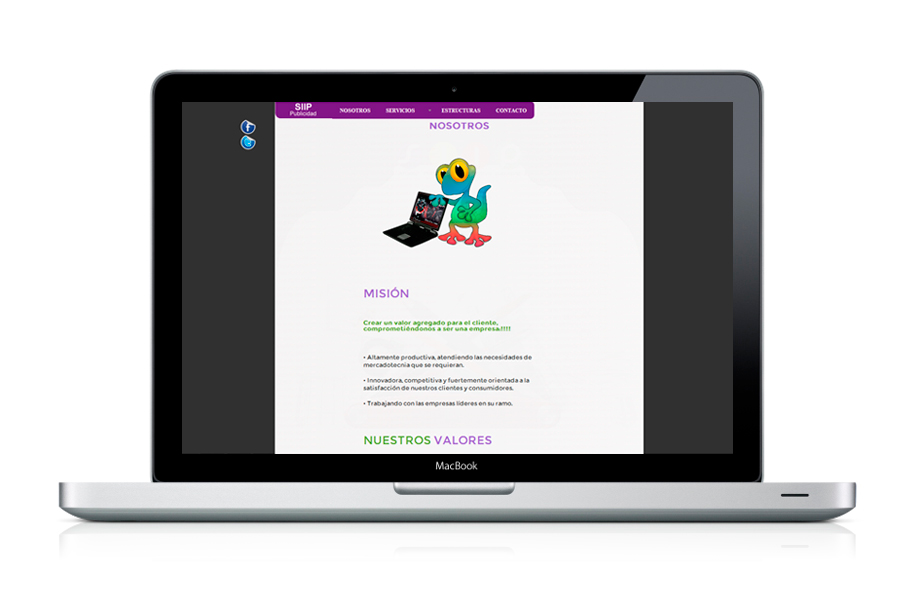 SIIP
Publicidad
NOSOTROS SERVICIOS - ESTRUCTURAS CONTACTO
NOSOTROS
MISIÓN
Crear un valor agregado para el cliente,
comprometiéndonos a ser una empresa.!!!!
• Altamente productiva, atendiendo las necesidades de
mercadotecnia que se requieran.
• Innovadora, competitiva y fuertemente orientada a la
satisfacción de nuestros clientes y consumidores.
• Trabajando con las empresas líderes en su ramo.
NUESTROS VALORES
MacBook